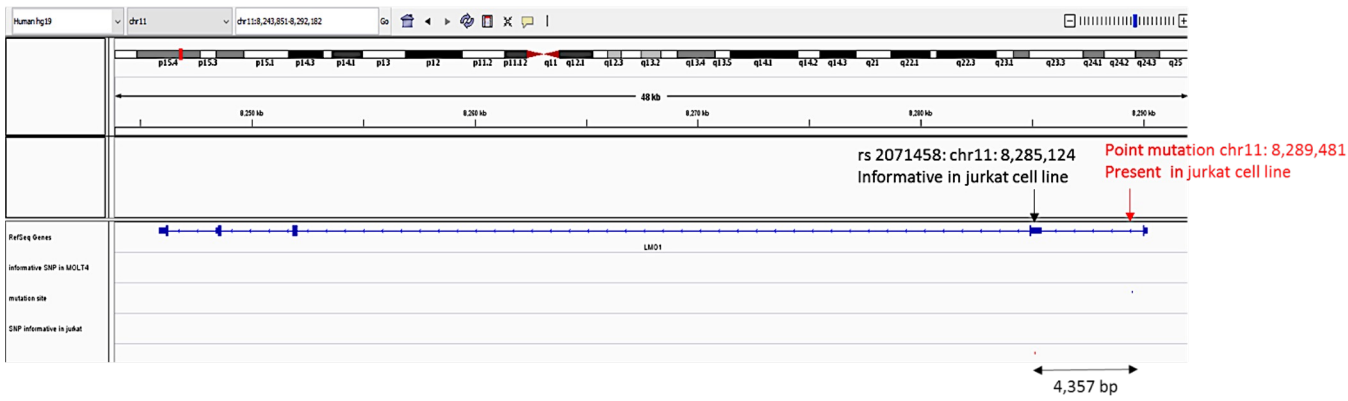 Human hg19 chr11 chr11:8,243,851-8,292,182 Go
p15.4 p15.3 p15.1 p14.3 p14.1 p13 p12 p11.2 p11.12 q11 q12.1 q12.3 q13.2 q13.4 q13.5 q14.1 q14.2 q14.3 q21 q22.1 q22.3 q23.1 q23.3 q24.1 q24.2 q24.3 q25
48 kb
8,250 kb 8,260 kb 8,270 kb 8,280 kb 8,290 kb
rs 2071458: chr11: 8,285,124
Informative in jurkat cell line
Point mutation chr11: 8,289,481
Present in jurkat cell line
RefSeq Genes
LMO1
informative SNP in MOLT4
mutation site
SNP informative in jurkat
4,357 bp